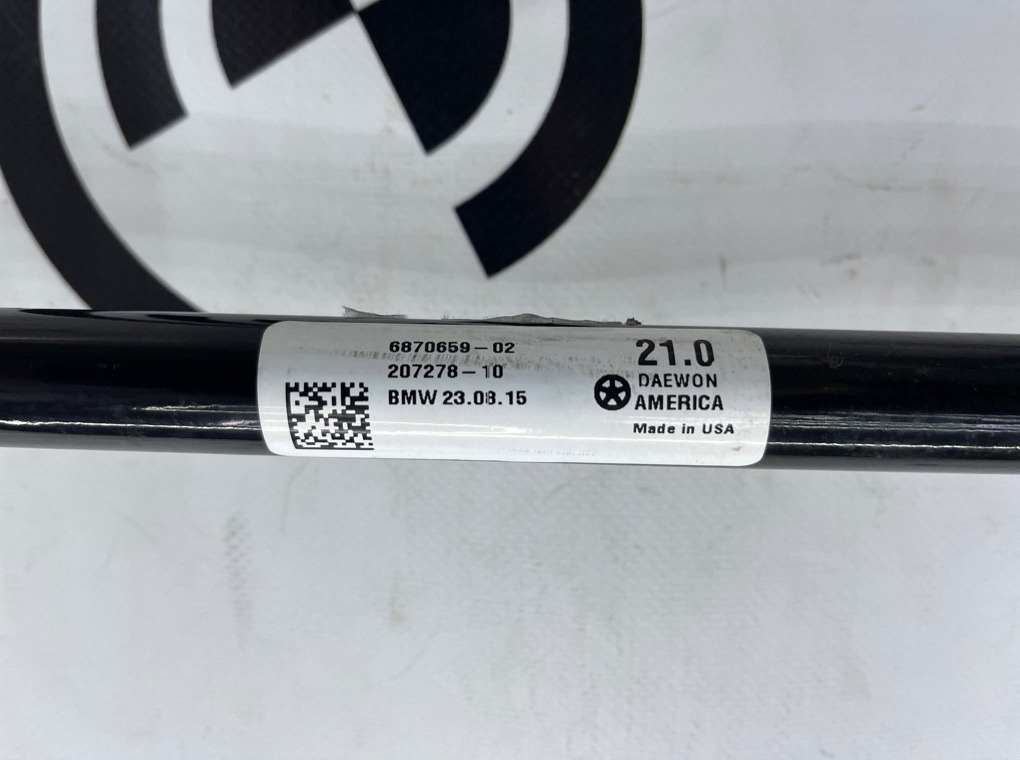 6870659-02
207278-10
BMW 23.08.15
21.0
DAEWON
AMERICA
Made in USA